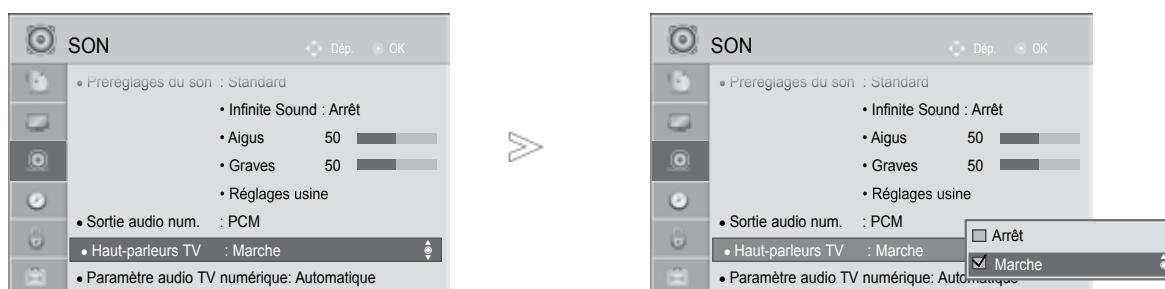 SON
Dép. OK
• Préréglages du son : Standard
• Infinite Sound : Arrêt
• Aigus 50
• Graves 50
• Réglages usine
• Sortie audio num. : PCM
• Haut-parleurs TV : Marche
• Paramètre audio TV numérique: Automatique
SON
Dép. OK
• Préréglages du son : Standard
• Infinite Sound : Arrêt
• Aigus 50
• Graves 50
• Réglages usine
• Sortie audio num. : PCM
• Haut-parleurs TV : Marche
• Paramètre audio TV numérique: Automatique
Arrêt
Marche